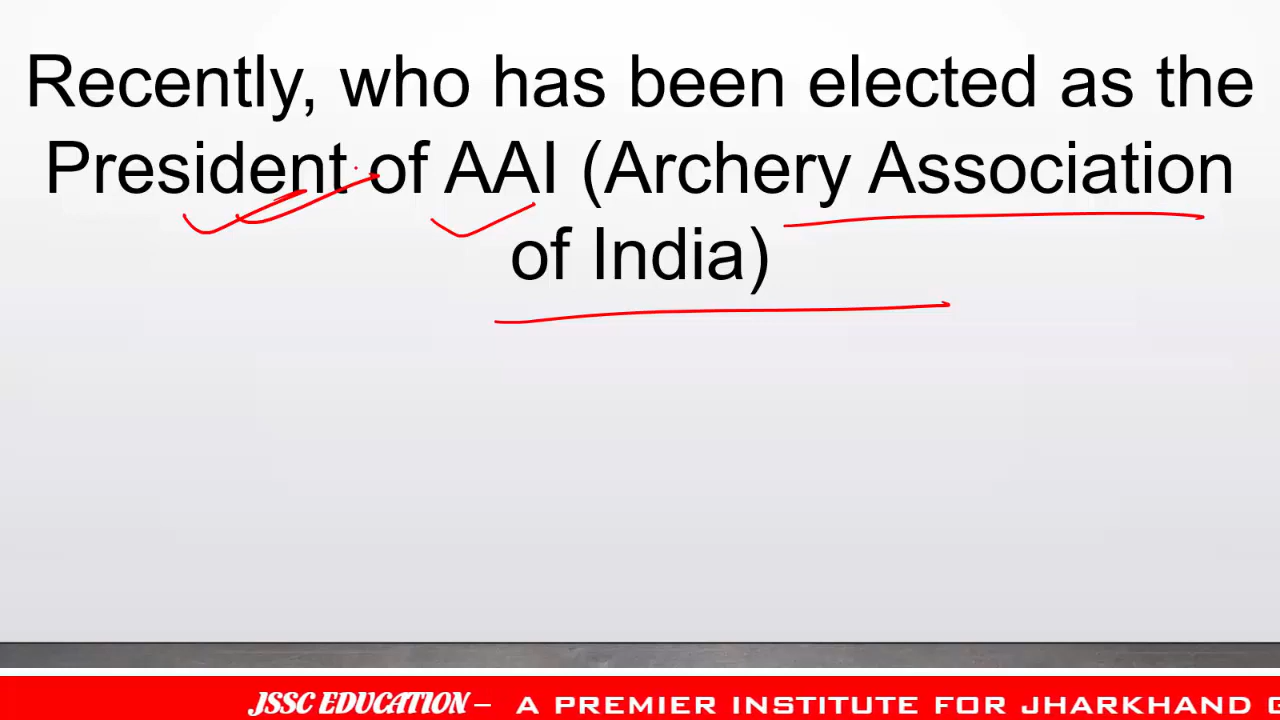 Recently, who has been elected as the
President of AAI (Archery Association
of India)
JSSC EDUCATION – A PREMIER INSTITUTE FOR JHARKHAND